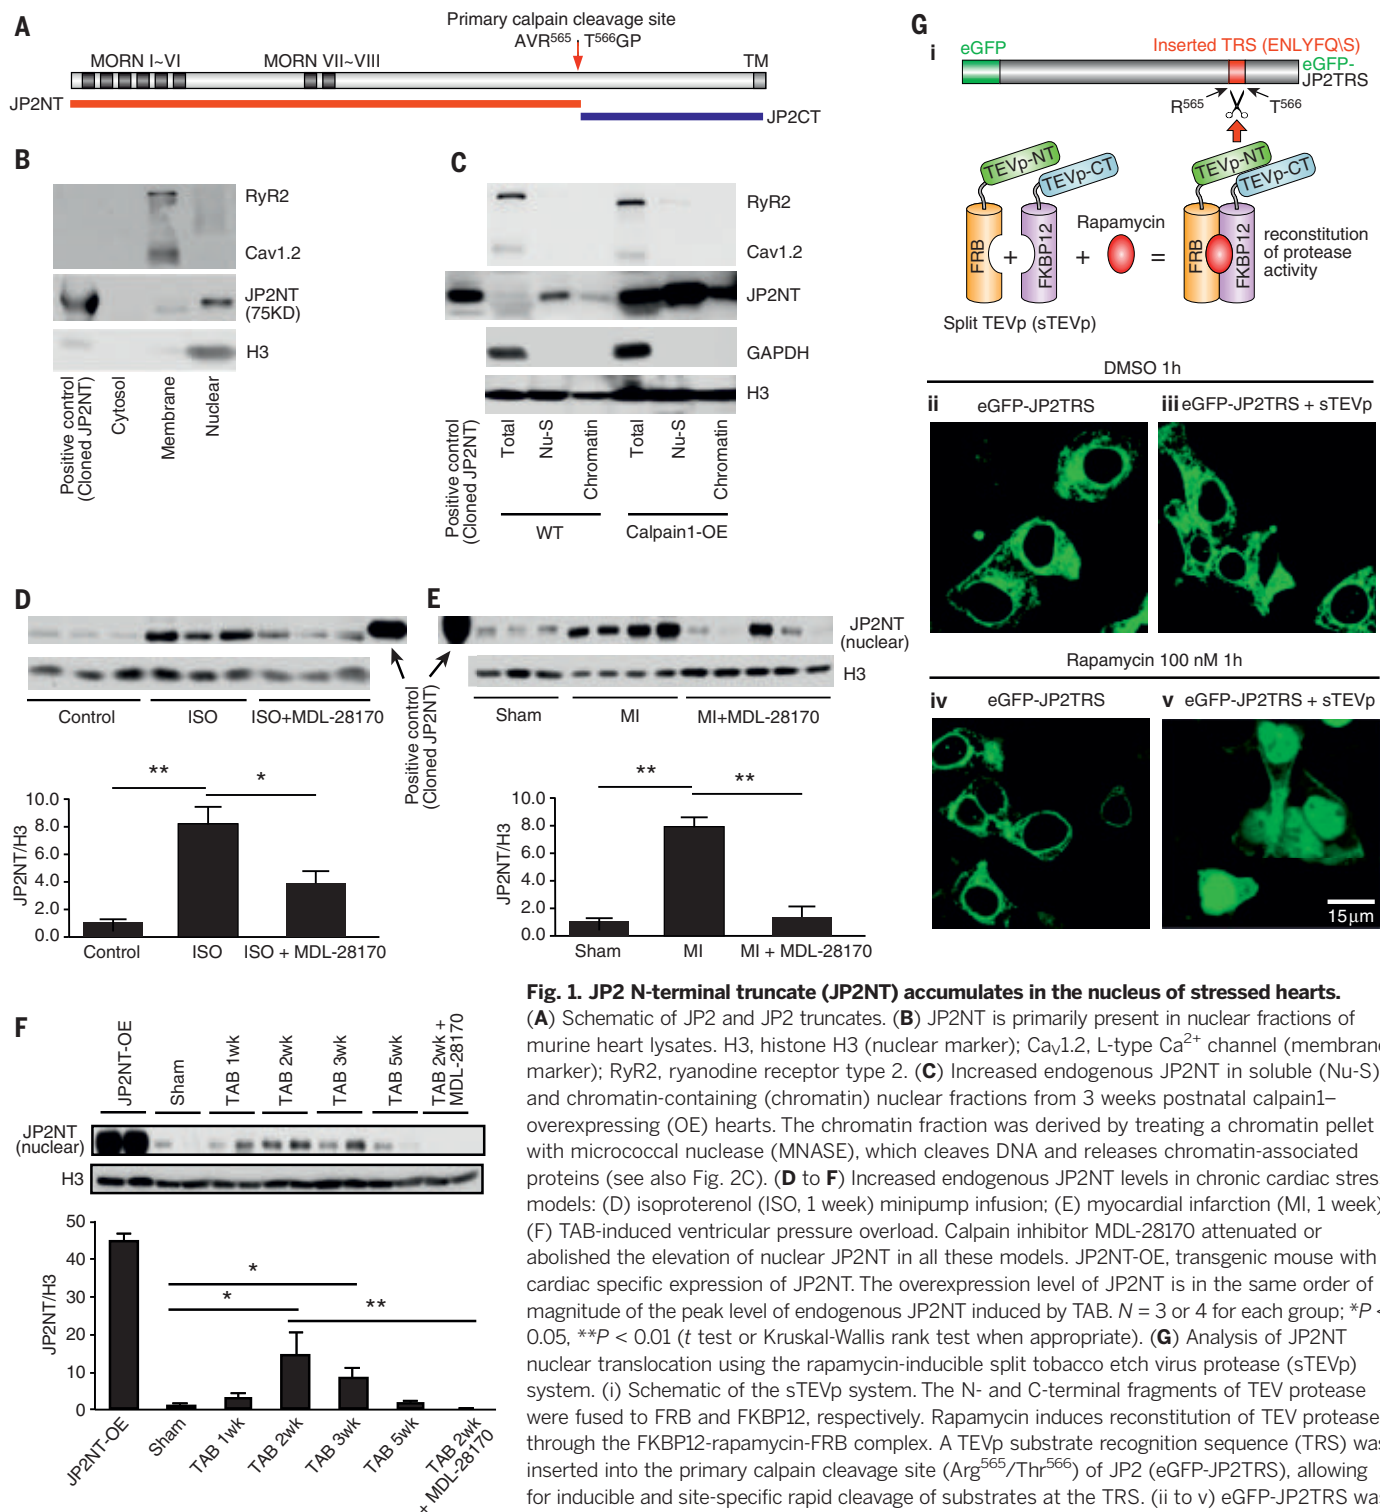 A
Primary calpain cleavage site
AVR565 T566GP
MORN I~VI
MORN VII~VIII
TM
JP2NT
JP2CT
B
RyR2
Cav1.2
JP2NT
(75KD)
H3
Positive control
(Cloned JP2NT)
Cytosol
Membrane
Nuclear
C
RyR2
Cav1.2
JP2NT
GAPDH
H3
Positive control
(Cloned JP2NT)
Total
Nu-S
Chromatin
Total
Nu-S
Chromatin
WT
Calpain1-OE
D
Control
ISO
ISO+MDL-28170
Positive control
(Cloned JP2NT)
**
*
JP2NT/H3
10.0
8.0
6.0
4.0
2.0
0.0
Control
ISO
ISO + MDL-28170
E
JP2NT
(nuclear)
H3
Sham
MI
MI+MDL-28170
**
**
JP2NT/H3
10.0
8.0
6.0
4.0
2.0
0.0
Sham
MI
MI + MDL-28170
F
JP2NT-OE
Sham
TAB 1wk
TAB 2wk
TAB 3wk
TAB 5wk
TAB 2wk +
MDL-28170
JP2NT
(nuclear)
H3
JP2NT/H3
50
40
30
20
10
0
*
*
**
JP2NT-OE
Sham
TAB 1wk
TAB 2wk
TAB 3wk
TAB 5wk
TAB 2wk
+ MDL-28170
G
i
eGFP
Inserted TRS (ENLYFQ\S)
eGFP-
JP2TRS
R565
T566
TEVp-NT
TEVp-CT
TEVp-NT
TEVp-CT
FRB
+
FKBP12
+
Rapamycin
=
FRB
FKBP12
reconstitution
of protease
activity
Split TEVp (sTEVp)
DMSO 1h
ii eGFP-JP2TRS
iii eGFP-JP2TRS + sTEVp
Rapamycin 100 nM 1h
iv eGFP-JP2TRS
v eGFP-JP2TRS + sTEVp
15µm
Fig. 1. JP2 N-terminal truncate (JP2NT) accumulates in the nucleus of stressed hearts.
(A) Schematic of JP2 and JP2 truncates. (B) JP2NT is primarily present in nuclear fractions of
murine heart lysates. H3, histone H3 (nuclear marker); CaV1.2, L-type Ca2+ channel (membrane
marker); RyR2, ryanodine receptor type 2. (C) Increased endogenous JP2NT in soluble (Nu-S)
and chromatin-containing (chromatin) nuclear fractions from 3 weeks postnatal calpain1–
overexpressing (OE) hearts. The chromatin fraction was derived by treating a chromatin pellet
with micrococcal nuclease (MNASE), which cleaves DNA and releases chromatin-associated
proteins (see also Fig. 2C). (D to F) Increased endogenous JP2NT levels in chronic cardiac stres
models: (D) isoproterenol (ISO, 1 week) minipump infusion; (E) myocardial infarction (MI, 1 week)
(F) TAB-induced ventricular pressure overload. Calpain inhibitor MDL-28170 attenuated or
abolished the elevation of nuclear JP2NT in all these models. JP2NT-OE, transgenic mouse with
cardiac specific expression of JP2NT. The overexpression level of JP2NT is in the same order of
magnitude of the peak level of endogenous JP2NT induced by TAB. N = 3 or 4 for each group; *P <
0.05, **P < 0.01 (t test or Kruskal-Wallis rank test when appropriate). (G) Analysis of JP2NT
nuclear translocation using the rapamycin-inducible split tobacco etch virus protease (sTEVp)
system. (i) Schematic of the sTEVp system. The N- and C-terminal fragments of TEV protease
were fused to FRB and FKBP12, respectively. Rapamycin induces reconstitution of TEV protease
through the FKBP12-rapamycin-FRB complex. A TEVp substrate recognition sequence (TRS) was
inserted into the primary calpain cleavage site (Arg565/Thr566) of JP2 (eGFP-JP2TRS), allowing
for inducible and site-specific rapid cleavage of substrates at the TRS. (ii to v) eGFP-JP2TRS was